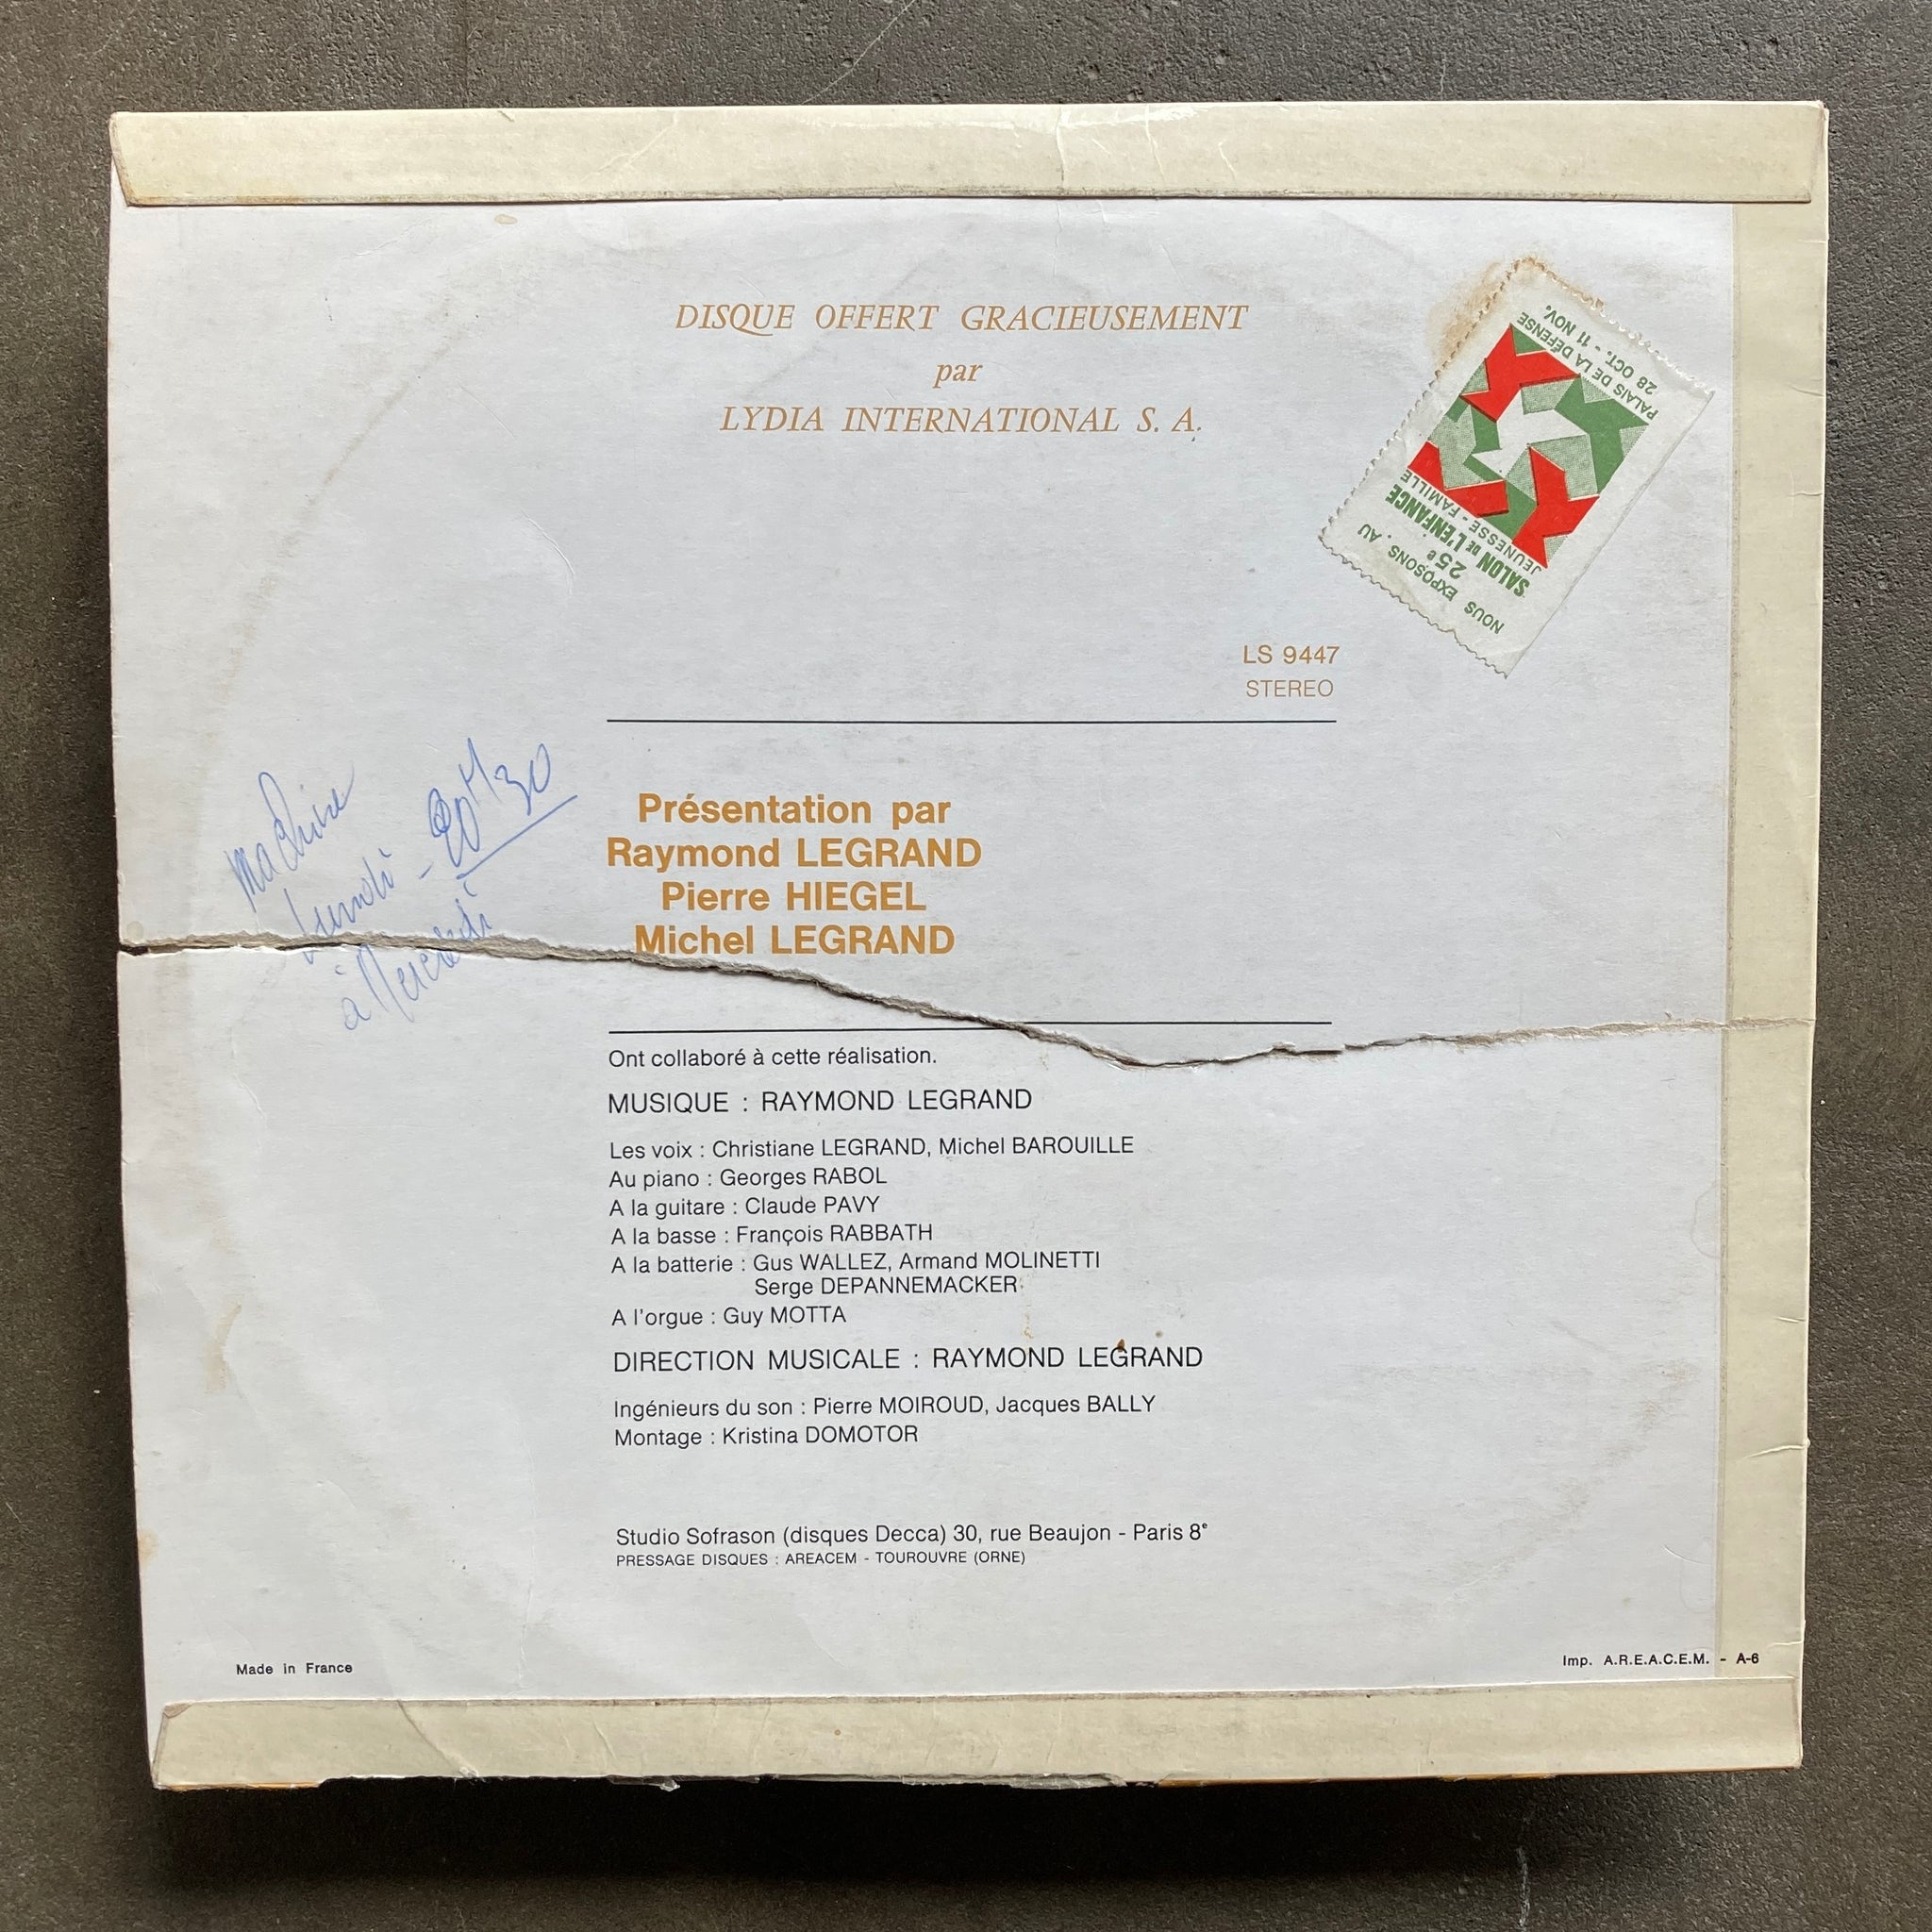 DISQUE OFFERT GRACIEUSEMENT
par
LYDIA INTERNATIONAL S. A.
NOUS EXPOSONS AU
25e
SALON DE L'ENFANCE
JEUNESSE - FAMILLE
PALAIS DE LA DÉFENSE
28 OCT. - 11 NOV.
LS 9447
STEREO
Machine
Lundi - 20H30
à Mercredi
Présentation par
Raymond LEGRAND
Pierre HIEGEL
Michel LEGRAND
Ont collaboré à cette réalisation.
MUSIQUE : RAYMOND LEGRAND
Les voix : Christiane LEGRAND, Michel BAROUILLE
Au piano : Georges RABOL
A la guitare : Claude PAVY
A la basse : François RABBATH
A la batterie : Gus WALLEZ, Armand MOLINETTI
Serge DEPANNEMACKER
A l'orgue : Guy MOTTA
DIRECTION MUSICALE : RAYMOND LEGRAND
Ingénieurs du son : Pierre MOIROUD, Jacques BALLY
Montage : Kristina DOMOTOR
Studio Sofrason (disques Decca) 30, rue Beaujon - Paris 8e
PRESSAGE DISQUES : AREACEM - TOUROUVRE (ORNE)
Made in France
Imp. A.R.E.A.C.E.M. - A-6